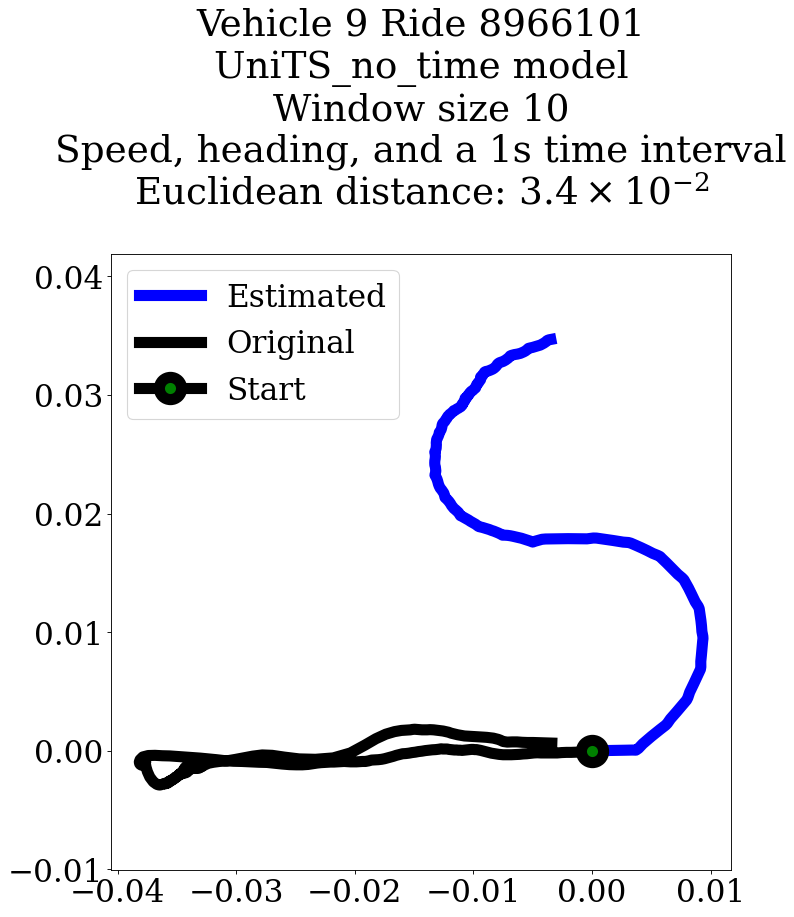 Vehicle 9 Ride 8966101
UniTS_no_time model
Window size 10
Speed, heading, and a 1s time interval
Euclidean distance: 3.4 × 10⁻²
Estimated
Original
Start
0.04
0.03
0.02
0.01
0.00
−0.01
−0.04 −0.03 −0.02 −0.01 0.00 0.01